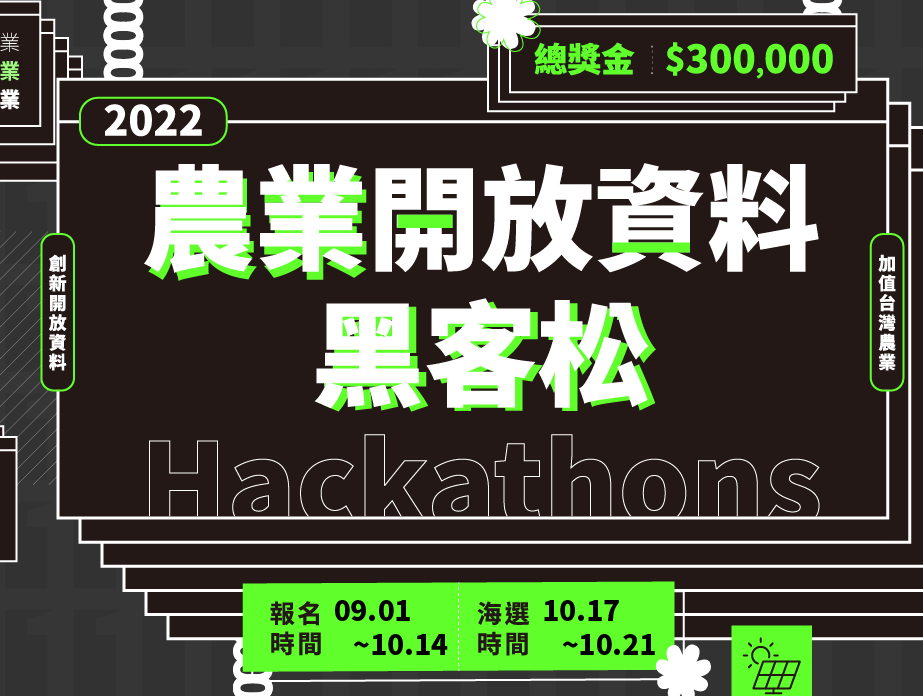 業
業
業
總獎金 $300,000
2022
農業開放資料
黑客松
創新開放資料
加值台灣農業
Hackathons
報名時間 09.01
~10.14
海選時間 10.17
~10.21